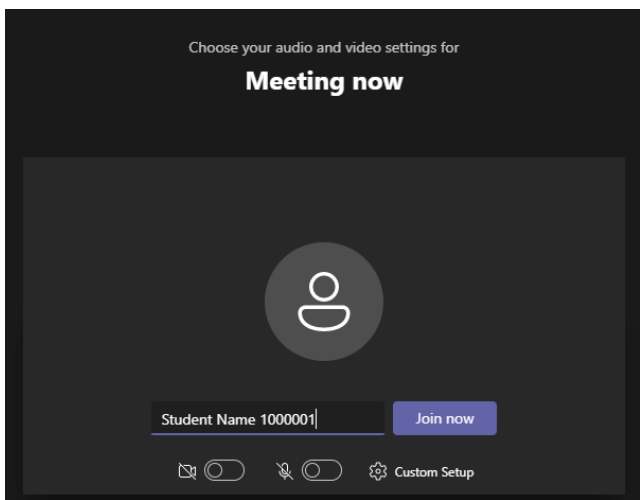 Choose your audio and video settings for
Meeting now
Student Name 1000001
Join now
Custom Setup